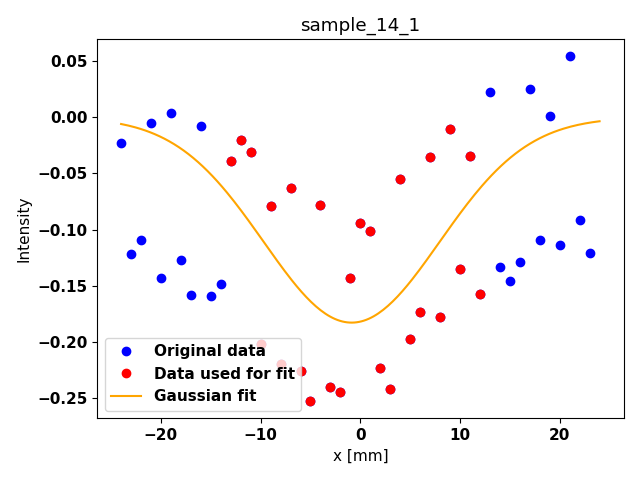 sample_14_1
0.05
0.00
−0.05
−0.10
−0.15
−0.20
−0.25
Intensity
Original data
Data used for fit
Gaussian fit
−20 −10 0 10 20
x [mm]